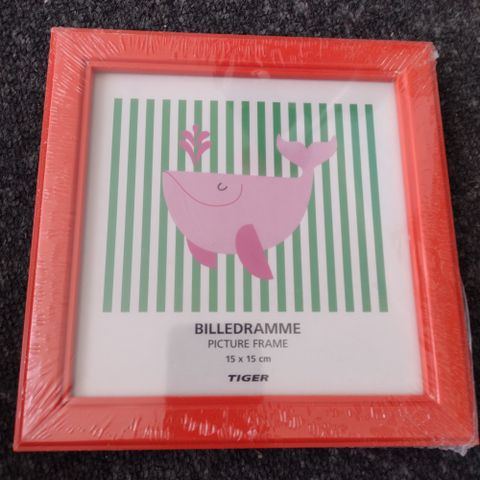 BILLEDRAMME
PICTURE FRAME
15 x 15 cm
TIGER